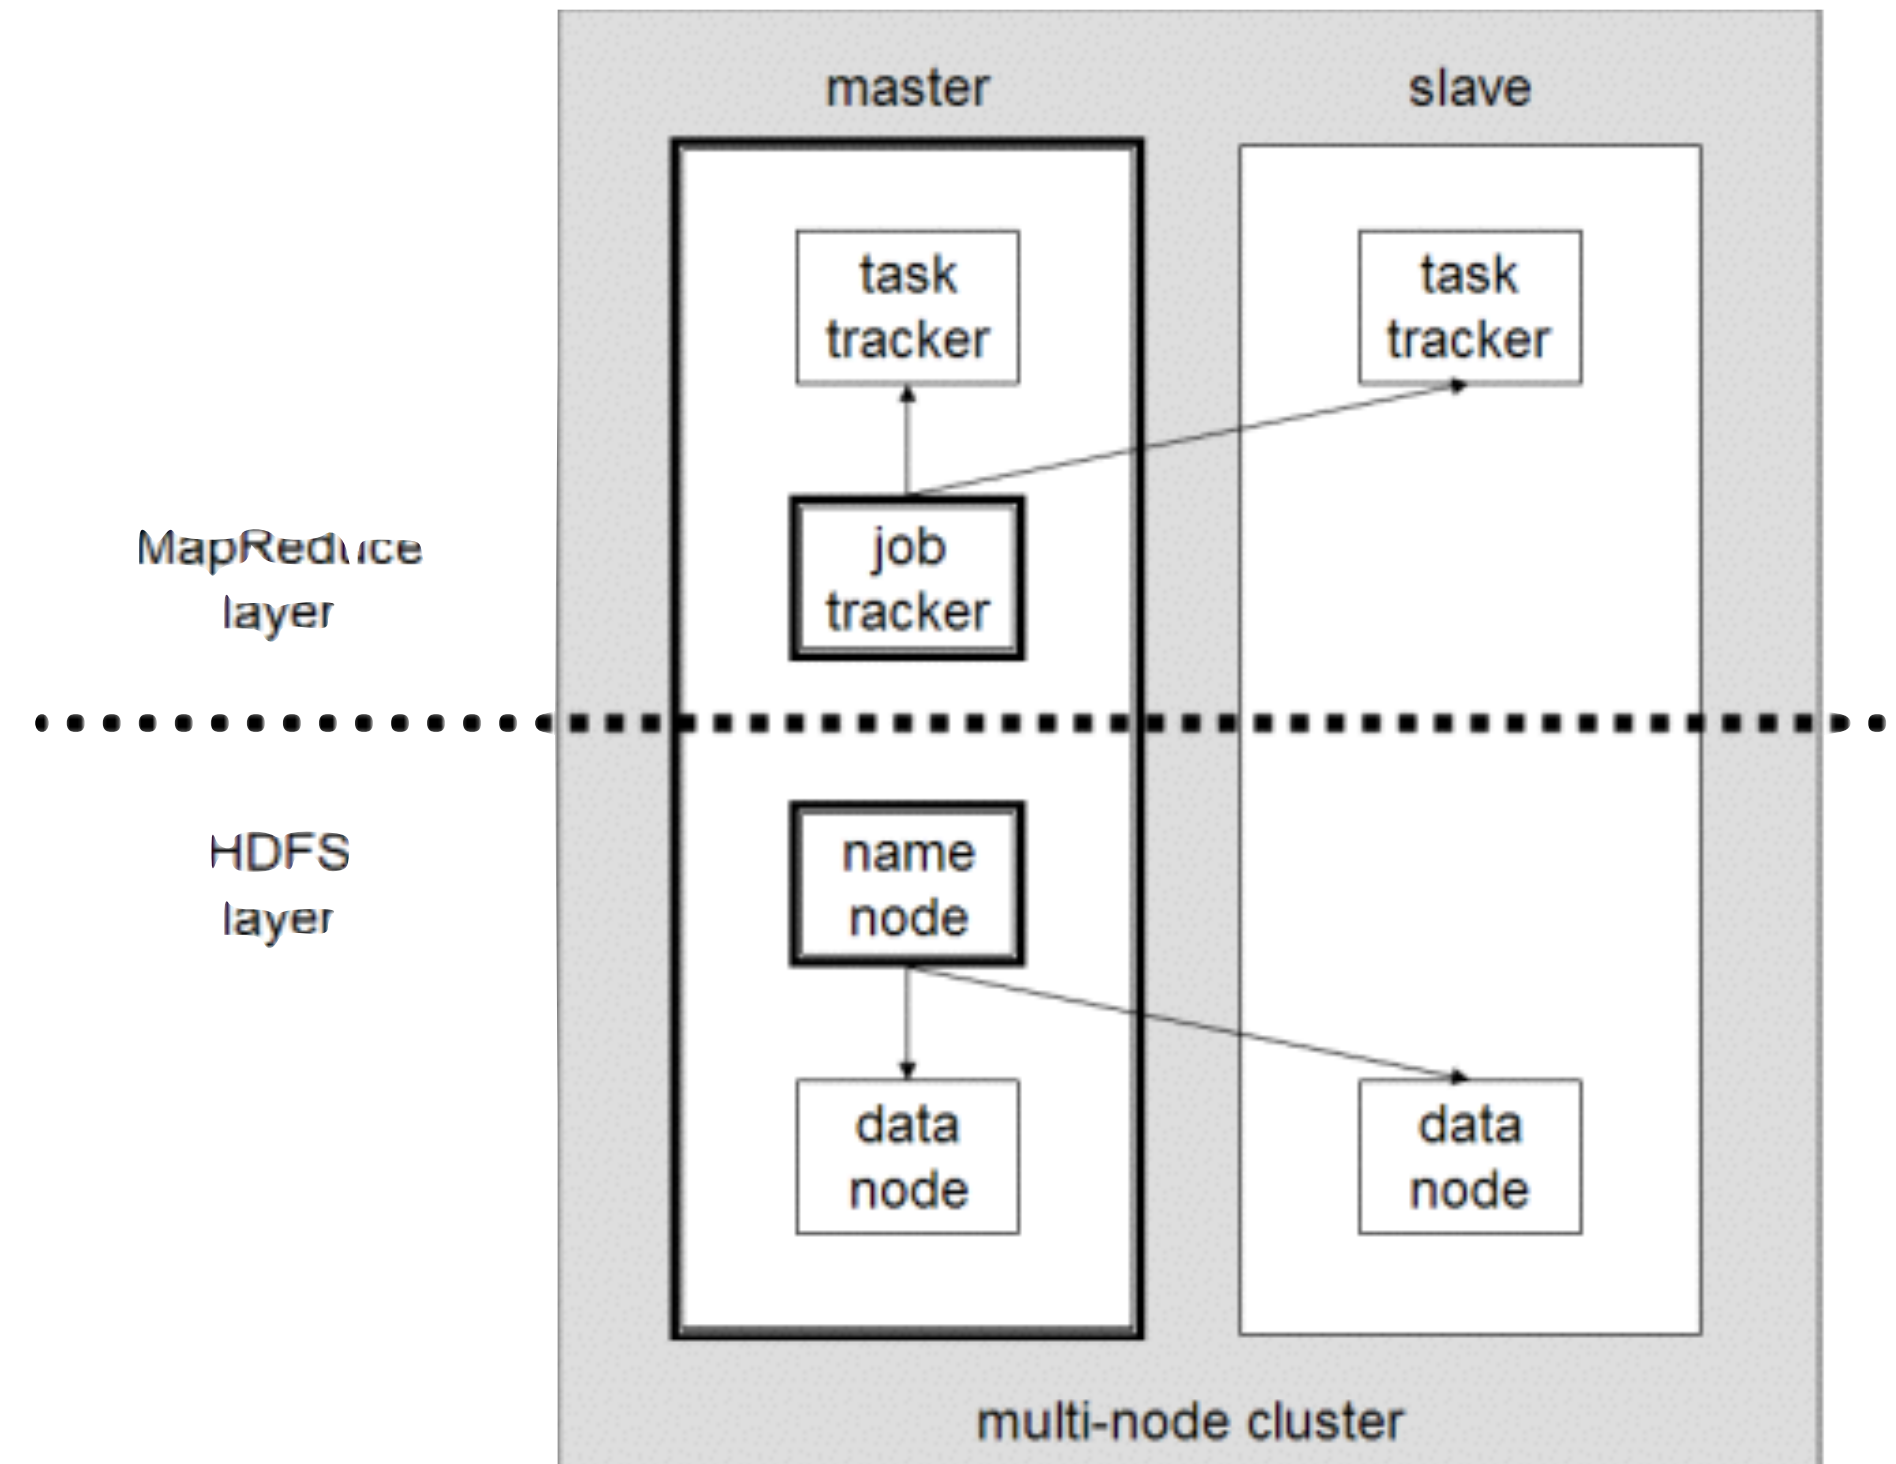 master
slave
task
tracker
task
tracker
MapReduce
layer
job
tracker
HDFS
layer
name
node
data
node
data
node
multi-node cluster